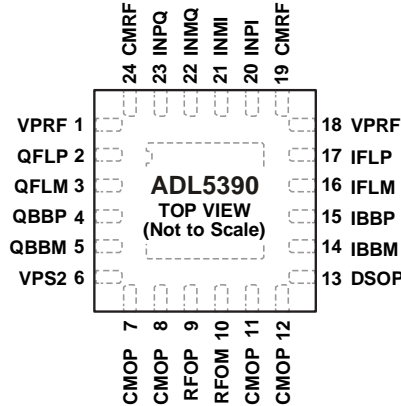 24 CMRF
23 INPQ
22 INMQ
21 INMI
20 INPI
19 CMRF
VPRF 1
QFLP 2
QFLM 3
QBBP 4
QBBM 5
VPS2 6
ADL5390
TOP VIEW
(Not to Scale)
18 VPRF
17 IFLP
16 IFLM
15 IBBP
14 IBBM
13 DSOP
CMOP 7
CMOP 8
RFOP 9
RFOM 10
CMOP 11
CMOP 12